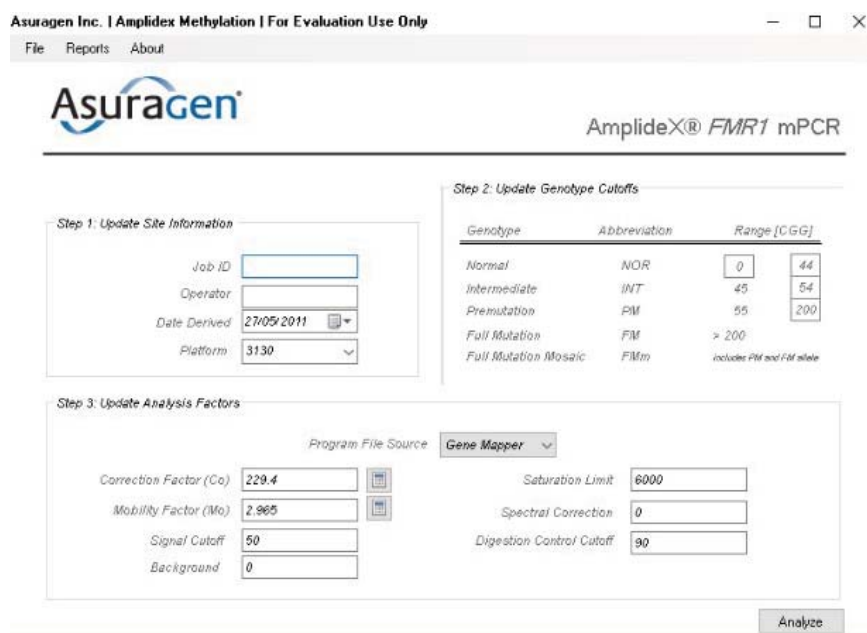 Asuragen Inc. | Amplidex Methylation | For Evaluation Use Only
File Reports About
Asuragen®
AmplideX® FMR1 mPCR
Step 1: Update Site Information
Job ID
Operator
Date Derived 27/05/2011
Platform 3130
Step 2: Update Genotype Cutoffs
Genotype Abbreviation Range [CGG]
Normal NOR 0 44
Intermediate INT 45 54
Premutation PM 55 200
Full Mutation FM > 200
Full Mutation Mosaic FMm includes PM and FM allele
Step 3: Update Analysis Factors
Program File Source Gene Mapper
Correction Factor (Co) 229.4
Saturation Limit 6000
Mobility Factor (Mo) 2.965
Spectral Correction 0
Signal Cutoff 50
Digestion Control Cutoff 90
Background 0
Analyze